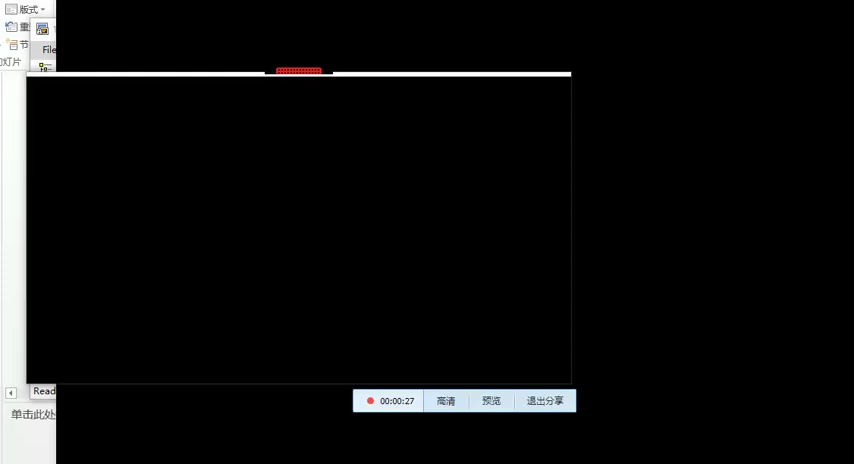 版式
重
节
File
灯片
Read
00:00:27 高清 预览 退出分享
单击此处